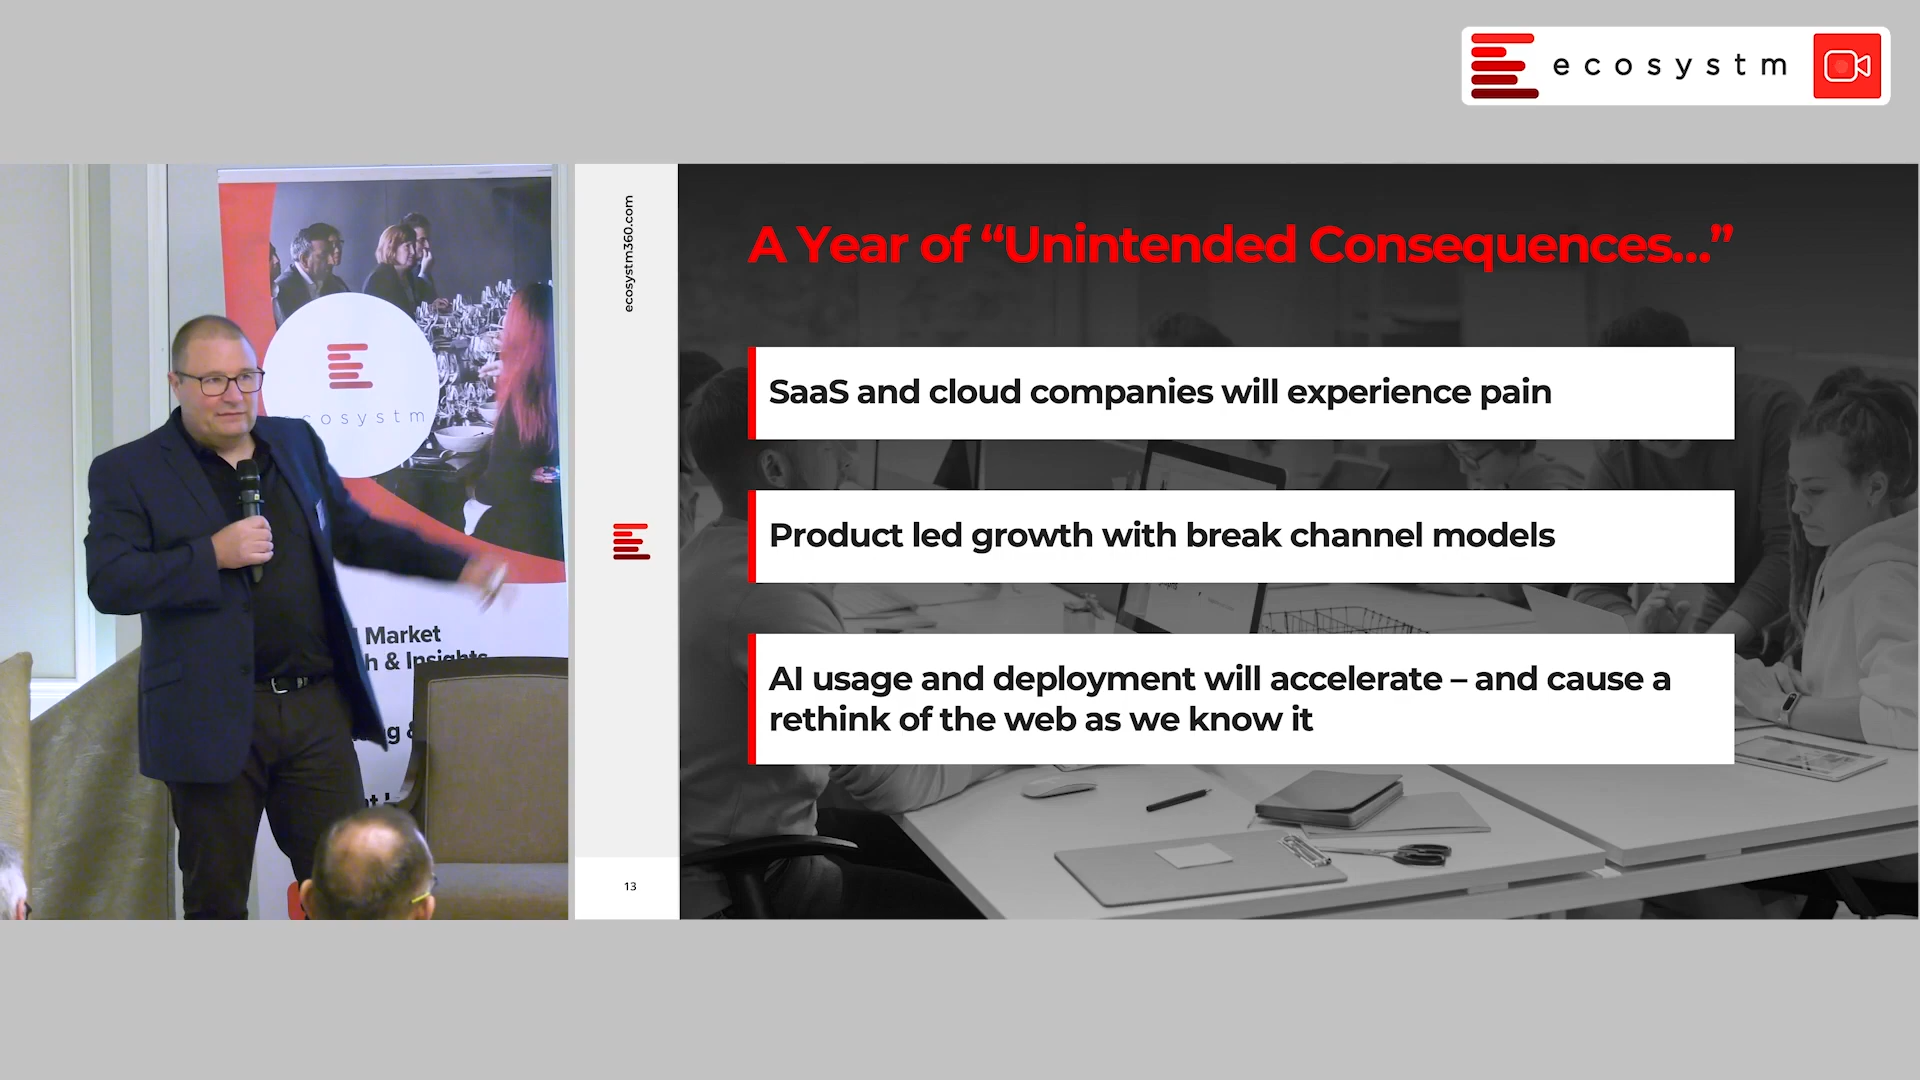 ecosystm
ecosystm360.com
A Year of “Unintended Consequences...”
SaaS and cloud companies will experience pain
Product led growth with break channel models
AI usage and deployment will accelerate – and cause a
rethink of the web as we know it
13
cosystm
Market
& Insights
&